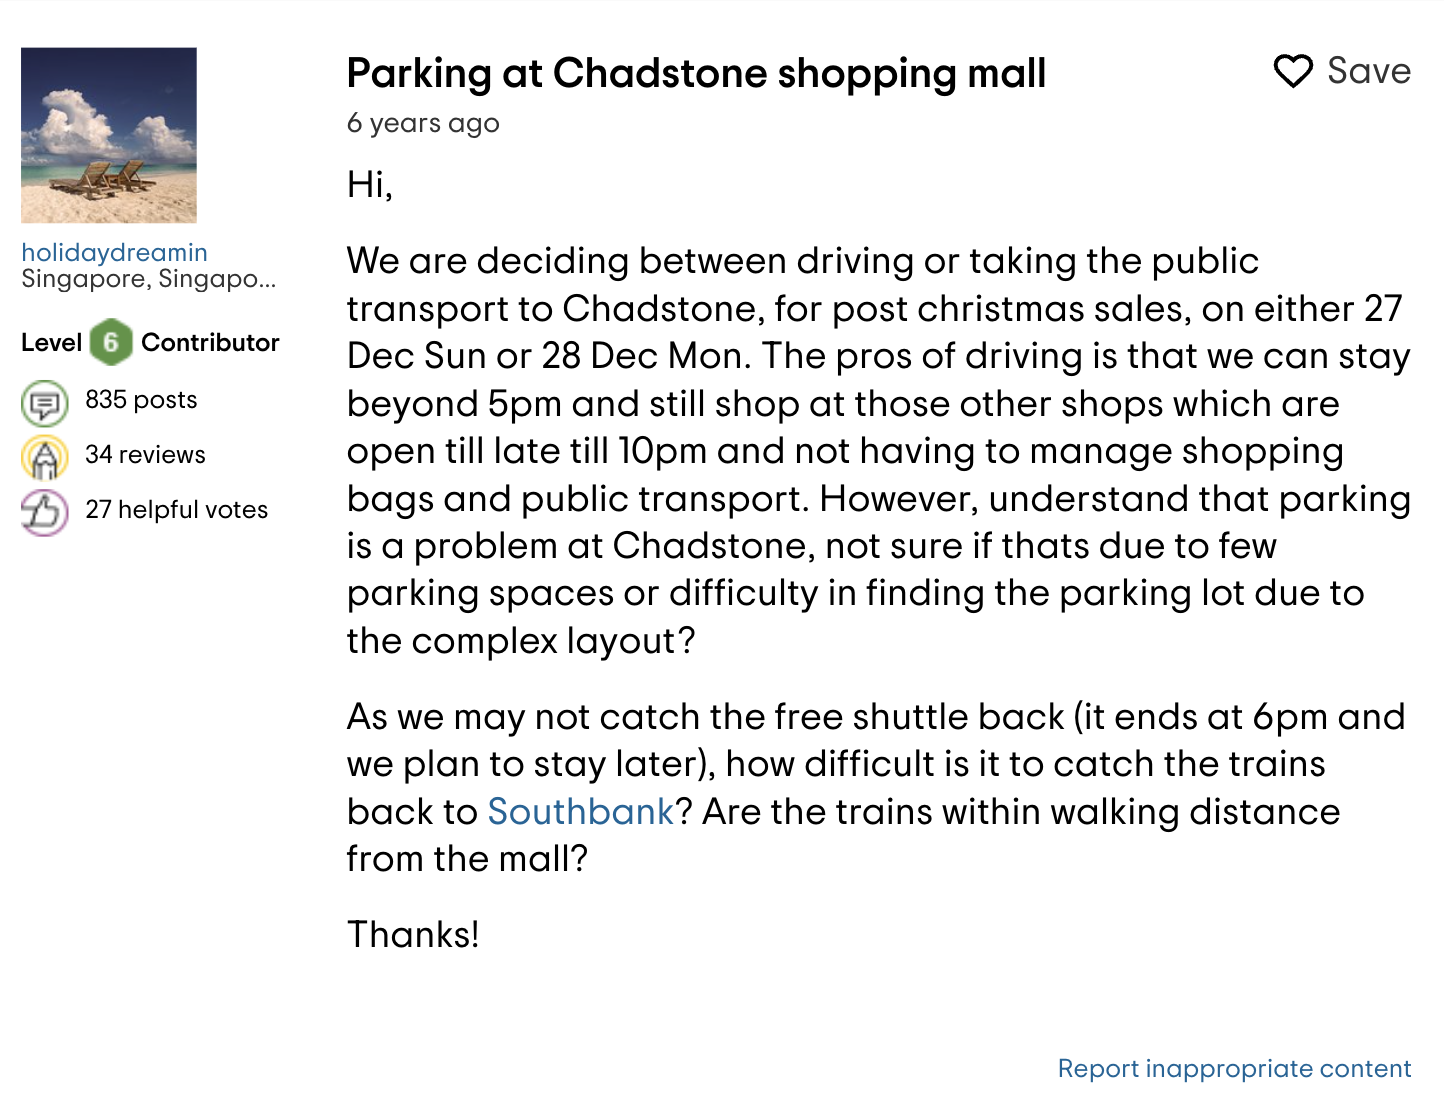 Parking at Chadstone shopping mall
Save
6 years ago
holidaydreamin
Singapore, Singapo...
Level 6 Contributor
835 posts
34 reviews
27 helpful votes
Hi,
We are deciding between driving or taking the public
transport to Chadstone, for post christmas sales, on either 27
Dec Sun or 28 Dec Mon. The pros of driving is that we can stay
beyond 5pm and still shop at those other shops which are
open till late till 10pm and not having to manage shopping
bags and public transport. However, understand that parking
is a problem at Chadstone, not sure if thats due to few
parking spaces or difficulty in finding the parking lot due to
the complex layout?
As we may not catch the free shuttle back (it ends at 6pm and
we plan to stay later), how difficult is it to catch the trains
back to Southbank? Are the trains within walking distance
from the mall?
Thanks!
Report inappropriate content